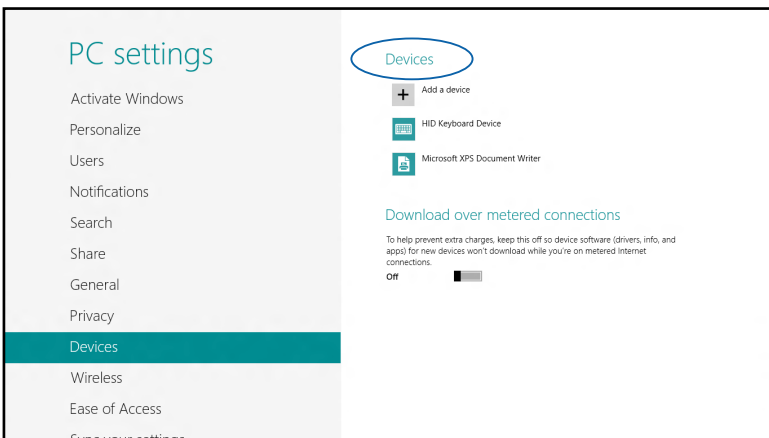 PC settings
Activate Windows
Personalize
Users
Notifications
Search
Share
General
Privacy
Devices
Wireless
Ease of Access
Sync your settings
Devices
Add a device
HID Keyboard Device
Microsoft XPS Document Writer
Download over metered connections
To help prevent extra charges, keep this off so device software (drivers, info, and
apps) for new devices won't download while you're on metered Internet
connections.
Off